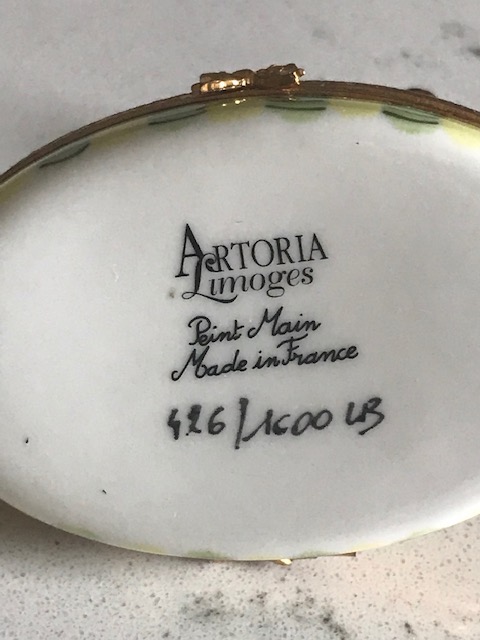 ARTORIA
Limoges
Peint Main
Made in France
426/1600 LB